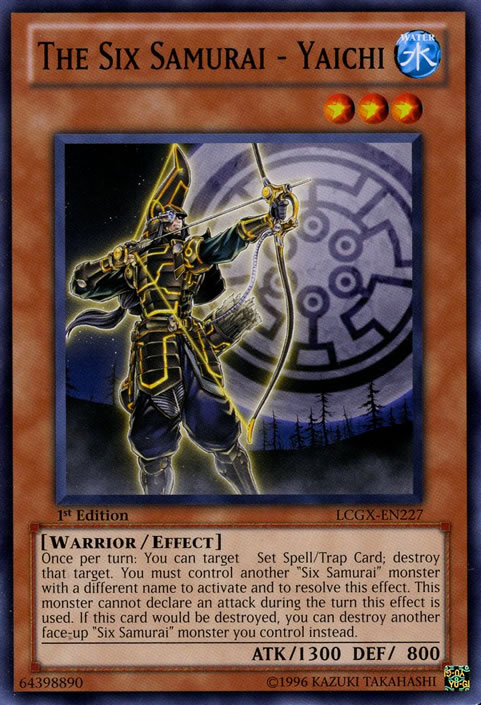 THE SIX SAMURAI - YAICHI
WATER
水
1st Edition
LCGX-EN227
[WARRIOR/EFFECT]
Once per turn: You can target  Set Spell/Trap Card; destroy
that target. You must control another "Six Samurai" monster
with a different name to activate and to resolve this effect. This
monster cannot declare an attack during the turn this effect is
used. If this card would be destroyed, you can destroy another
face-up "Six Samurai" monster you control instead.
ATK/1300 DEF/ 800
64398890
©1996 KAZUKI TAKAHASHI